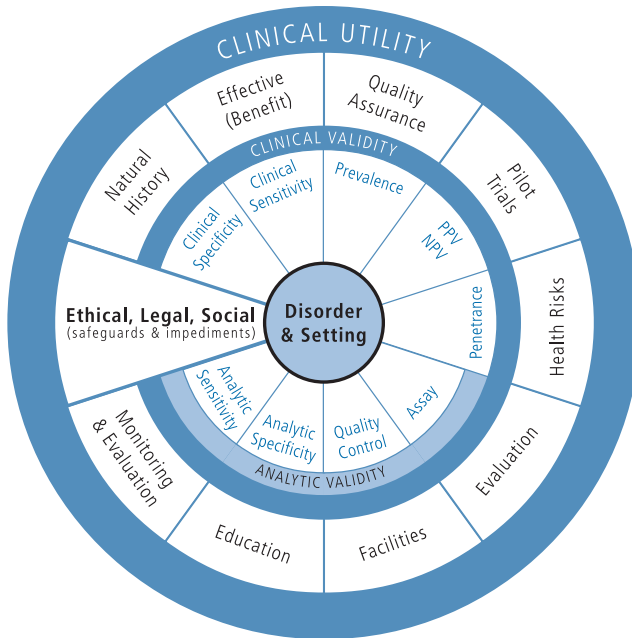 CLINICAL UTILITY
Effective
(Benefit)
Quality
Assurance
Natural
History
Pilot
Trials
CLINICAL VALIDITY
Clinical
Specificity
Clinical
Sensitivity
Prevalence
PPV
NPV
Ethical, Legal, Social
(safeguards & impediments)
Disorder
& Setting
Penetrance
Health Risks
Analytic
Sensitivity
Analytic
Specificity
Quality
Control
Assay
ANALYTIC VALIDITY
Monitoring
& Evaluation
Education
Facilities
Evaluation